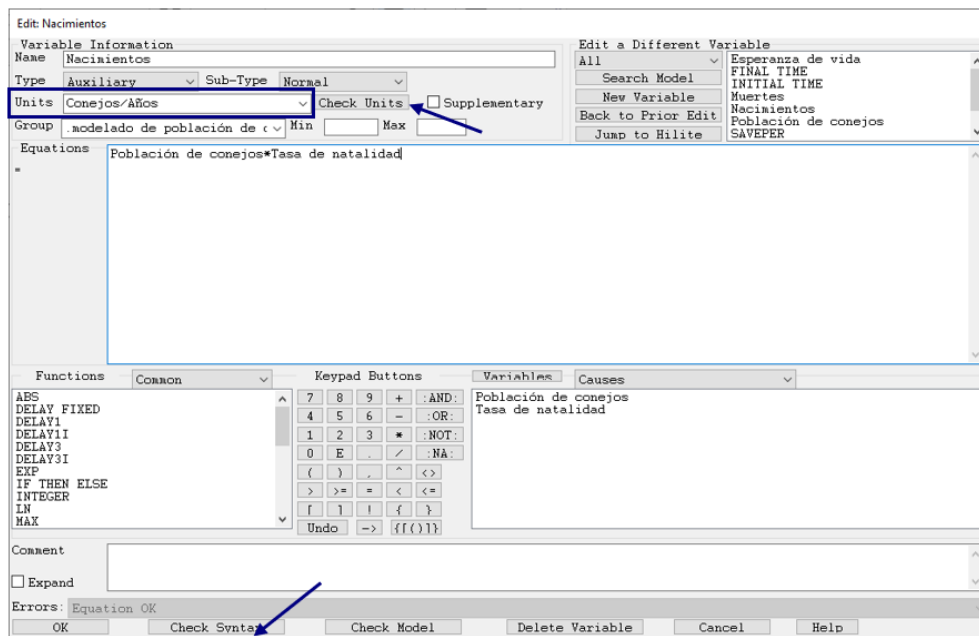 Edit: Nacimientos
Variable Information
Edit a Different Variable
Name Nacimientos
All
Esperanza de vida
FINAL TIME
INITIAL TIME
Muertes
Nacimientos
Población de conejos
SAVEPER
Type Auxiliary Sub-Type Normal
Search Model
Units Conejos/Años Check Units Supplementary
New Variable
Back to Prior Edit
Group .modelado de población de c Min Max
Jump to Hilite
Equations
= Población de conejos*Tasa de natalidad
Functions Common
Keypad Buttons
Variables Causes
ABS
DELAY FIXED
DELAY1
DELAY1I
DELAY3
DELAY3I
EXP
IF THEN ELSE
INTEGER
LN
MAX
7 8 9 + :AND:
4 5 6 - :OR:
1 2 3 * :NOT:
0 E . / :NA:
( ) , ^ <>
> >= = < <=
[ ] ! { }
Undo -> {[()]}
Población de conejos
Tasa de natalidad
Comment
Expand
Errors: Equation OK
OK Check Syntax Check Model Delete Variable Cancel Help